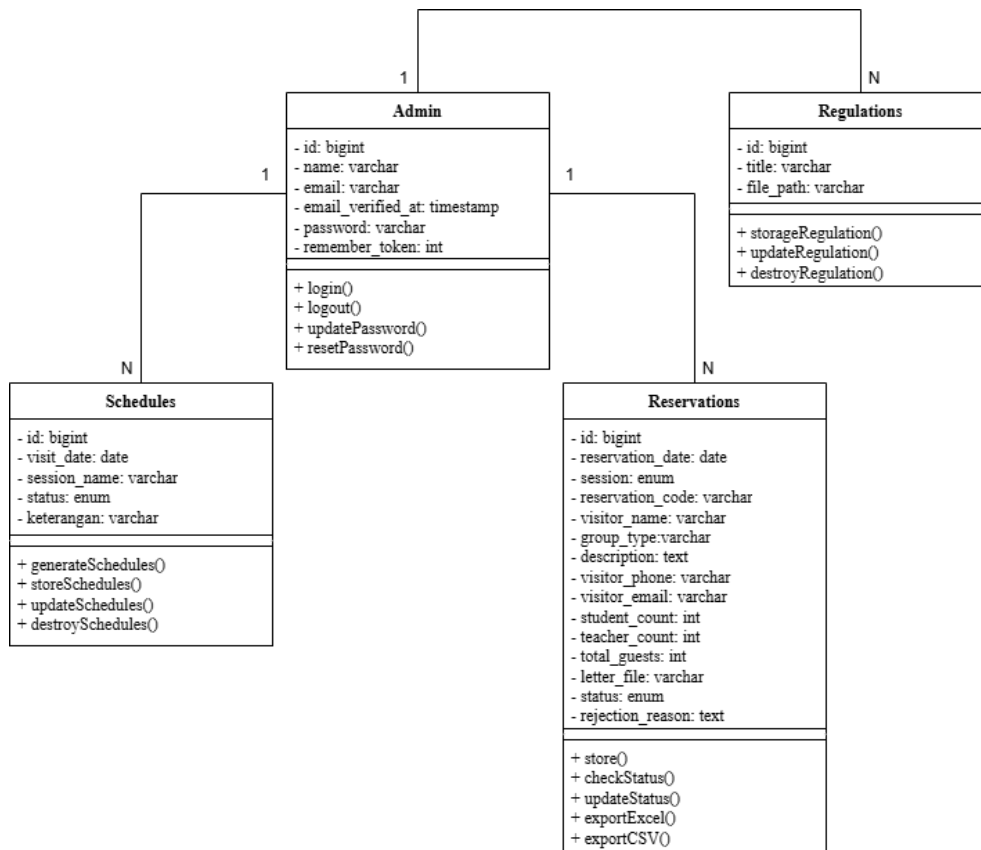 1
N
Admin
- id: bigint
- name: varchar
- email: varchar
- email_verified_at: timestamp
- password: varchar
- remember_token: int
+ login()
+ logout()
+ updatePassword()
+ resetPassword()
Regulations
- id: bigint
- title: varchar
- file_path: varchar
+ storageRegulation()
+ updateRegulation()
+ destroyRegulation()
1
1
N
N
Schedules
- id: bigint
- visit_date: date
- session_name: varchar
- status: enum
- keterangan: varchar
+ generateSchedules()
+ storeSchedules()
+ updateSchedules()
+ destroySchedules()
Reservations
- id: bigint
- reservation_date: date
- session: enum
- reservation_code: varchar
- visitor_name: varchar
- group_type:varchar
- description: text
- visitor_phone: varchar
- visitor_email: varchar
- student_count: int
- teacher_count: int
- total_guests: int
- letter_file: varchar
- status: enum
- rejection_reason: text
+ store()
+ checkStatus()
+ updateStatus()
+ exportExcel()
+ exportCSV()